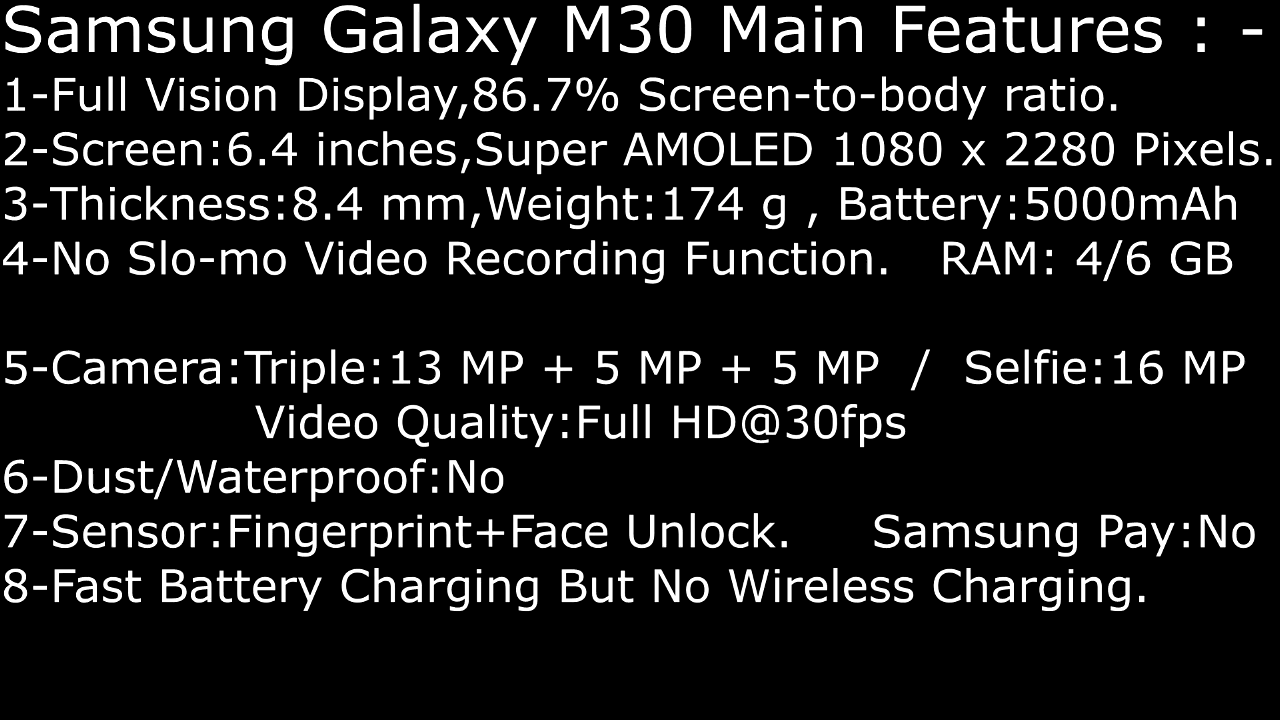 Samsung Galaxy M30 Main Features : -
1-Full Vision Display,86.7% Screen-to-body ratio.
2-Screen:6.4 inches,Super AMOLED 1080 x 2280 Pixels.
3-Thickness:8.4 mm,Weight:174 g , Battery:5000mAh
4-No Slo-mo Video Recording Function. RAM: 4/6 GB
5-Camera:Triple:13 MP + 5 MP + 5 MP / Selfie:16 MP
Video Quality:Full HD@30fps
6-Dust/Waterproof:No
7-Sensor:Fingerprint+Face Unlock. Samsung Pay:No
8-Fast Battery Charging But No Wireless Charging.